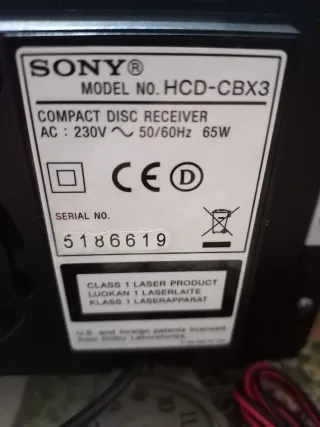 SONY®
MODEL NO. HCD-CBX3
COMPACT DISC RECEIVER
AC : 230V ~ 50/60Hz 65W
CE D
SERIAL NO.
5186619
CLASS 1 LASER PRODUCT
LUOKAN 1 LASERLAITE
KLASS 1 LASERAPPARAT
U.S. and foreign patents licensed
from Dolby Laboratories.